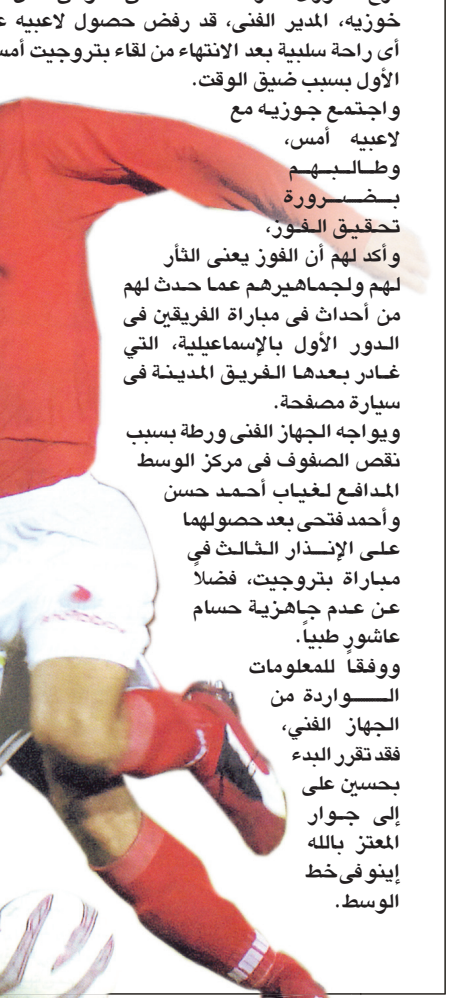 خوزيه، المدير الفنى، قد رفض حصول لاعبيه
أى راحة سلبية بعد الانتهاء من لقاء بتروجيت أمس
الأول بسبب ضيق الوقت.
واجتمع جوزيه مع
لاعبيه أمس،
وطالبهم
بضرورة
تحقيق الفوز،
وأكد لهم أن الفوز يعنى الثأر
لهم ولجماهيرهم عما حدث لهم
من أحداث فى مباراة الفريقين فى
الدور الأول بالإسماعيلية، التي
غادر بعدها الفريق المدينة فى
سيارة مصفحة.
ويواجه الجهاز الفنى ورطة بسبب
نقص الصفوف فى مركز الوسط
المدافع لغياب أحمد حسن
وأحمد فتحى بعد حصولهما
على الإنذار الثالث فى
مباراة بتروجيت، فضلاً
عن عدم جاهزية حسام
عاشور طبياً.
ووفقاً للمعلومات
الواردة من
الجهاز الفني،
فقد تقرر البدء
بحسين على
إلى جوار
المعتز بالله
إينو فى خط
الوسط.